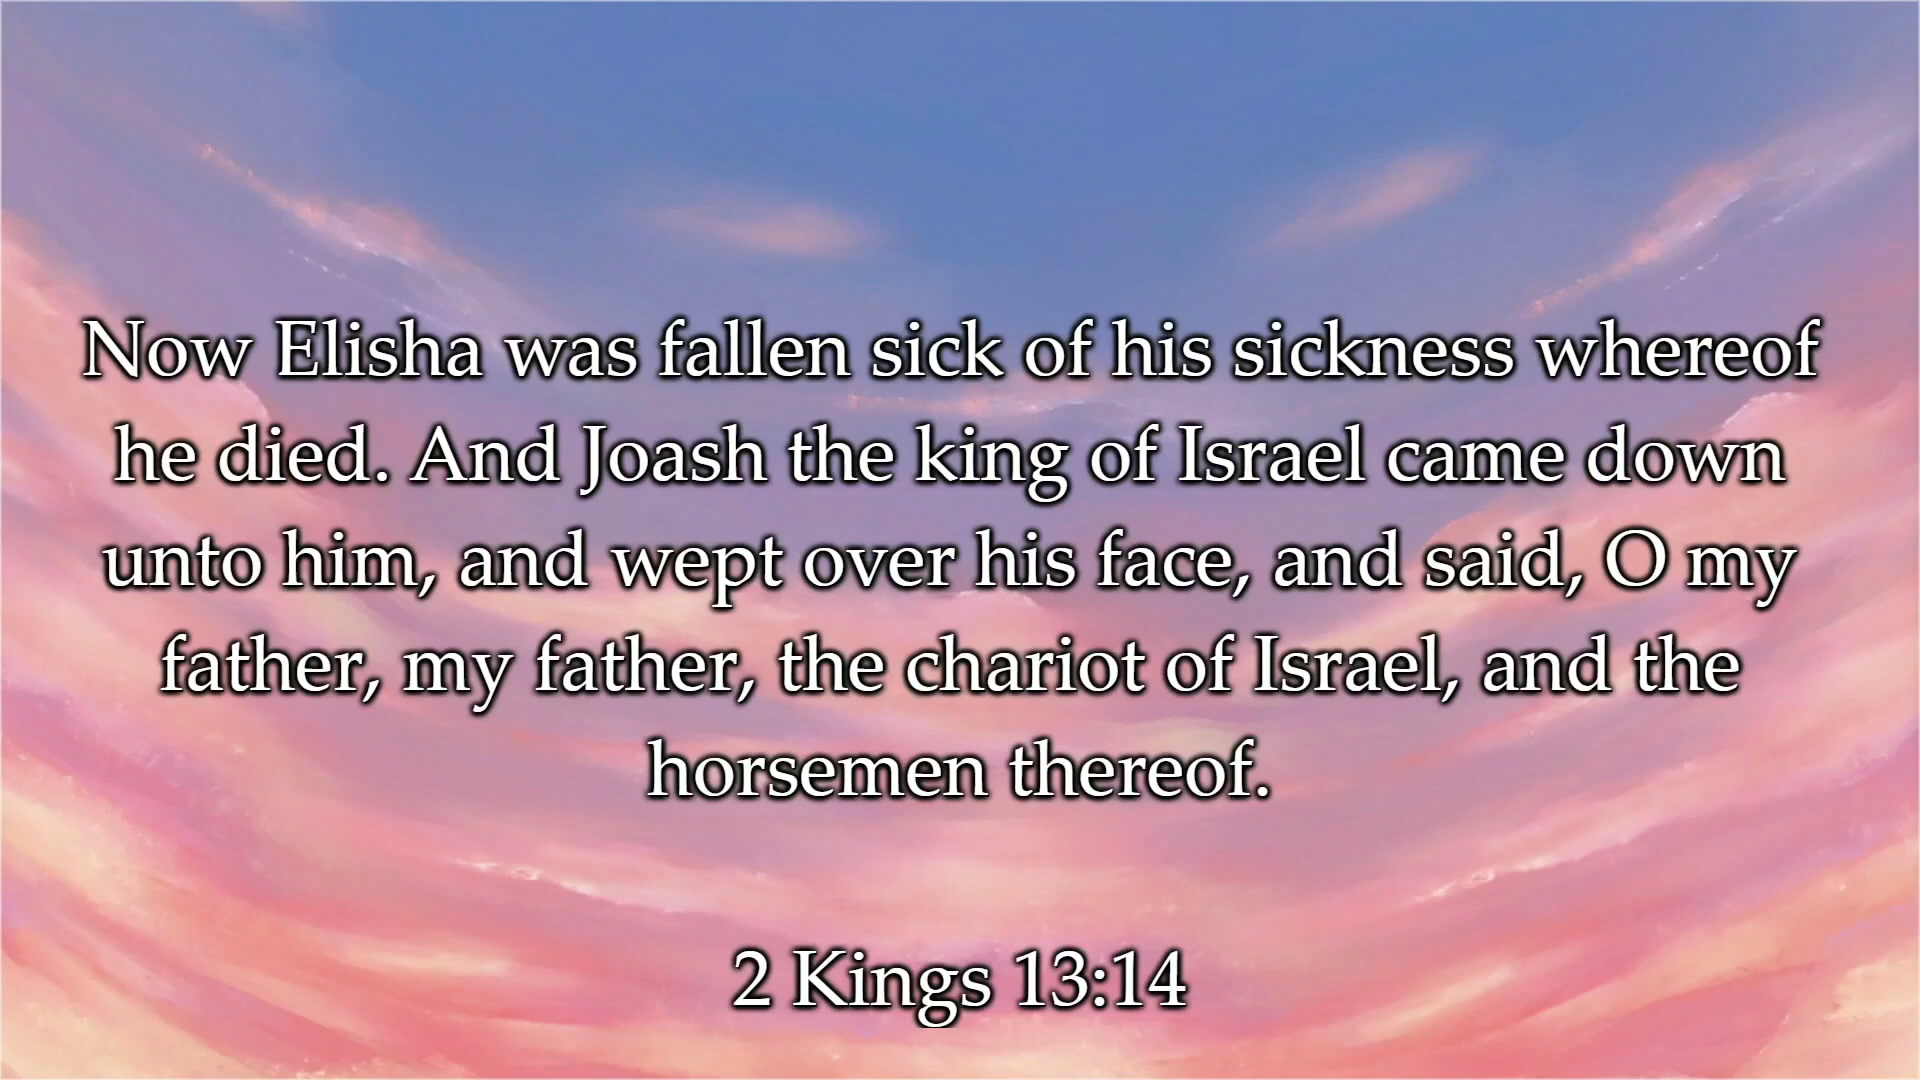 Now Elisha was fallen sick of his sickness whereof
he died. And Joash the king of Israel came down
unto him, and wept over his face, and said, O my
father, my father, the chariot of Israel, and the
horsemen thereof.
2 Kings 13:14